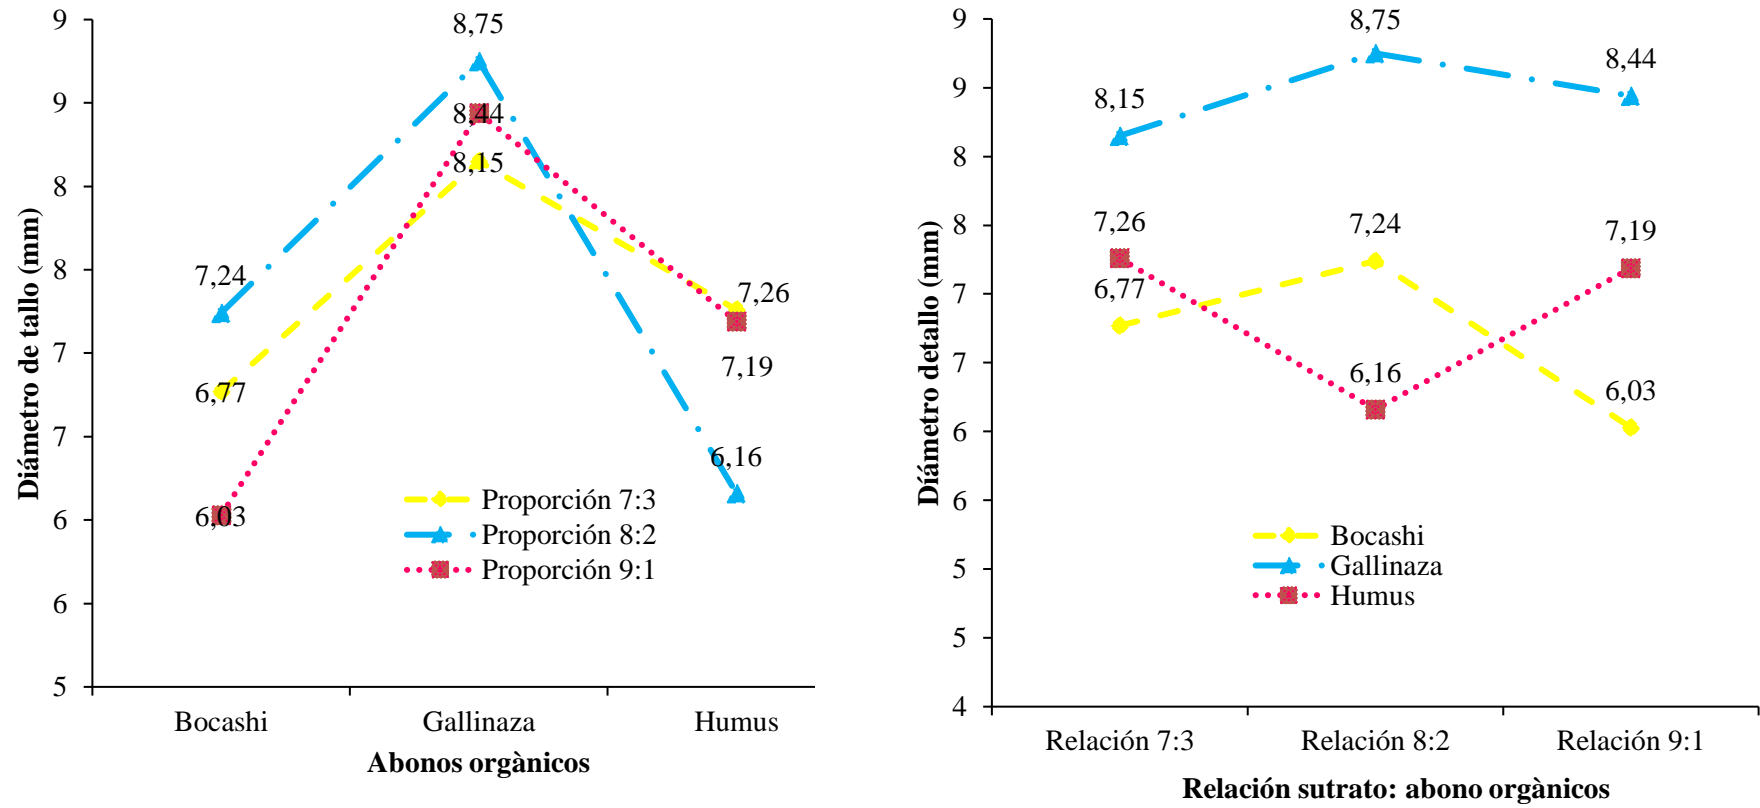 9
9
8
8
7
7
6
6
5
Diámetro de tallo (mm)
8,75
8,44
8,15
7,24
6,77
6,03
7,26
7,19
6,16
Proporción 7:3
Proporción 8:2
Proporción 9:1
Bocashi
Gallinaza
Humus
Abonos orgànicos
9
9
8
8
7
7
6
6
5
5
4
Díámetro detallo (mm)
8,15
8,75
8,44
7,26
7,24
7,19
6,77
6,16
6,03
Bocashi
Gallinaza
Humus
Relación 7:3
Relación 8:2
Relación 9:1
Relación sutrato: abono orgànicos